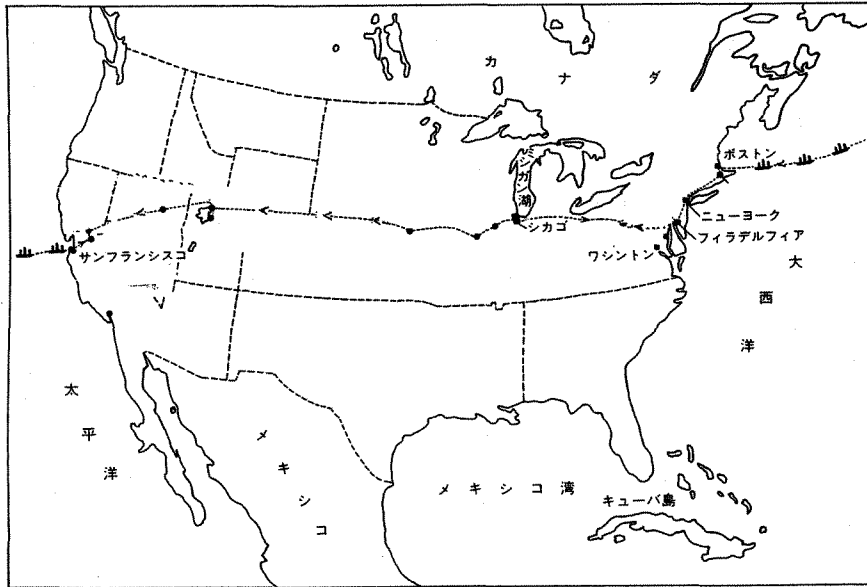 カナダ
ミシガン湖
ボストン
ニューヨーク
フィラデルフィア
シカゴ
ワシントン
サンフランシスコ
大西洋
太平洋
メキシコ
メキシコ湾
キューバ島